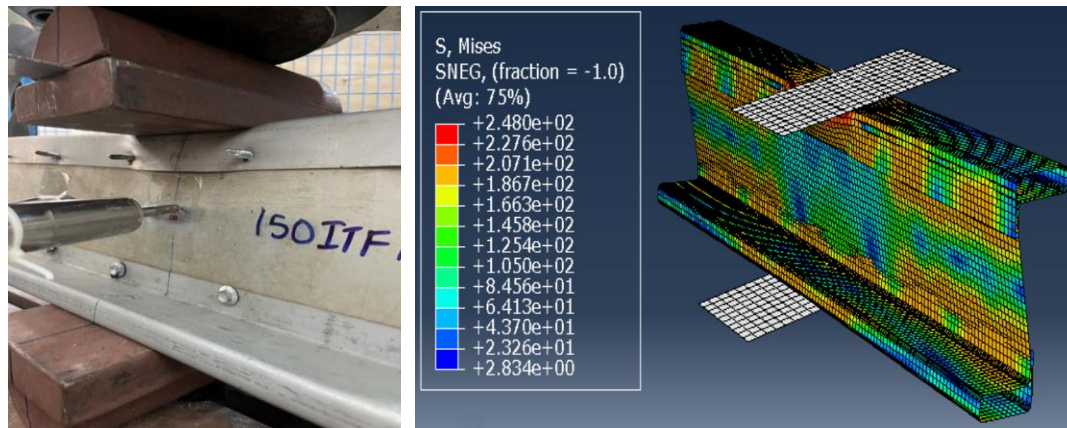 150ITF
S, Mises
SNEG, (fraction = -1.0)
(Avg: 75%)
+2.480e+02
+2.276e+02
+2.071e+02
+1.867e+02
+1.663e+02
+1.458e+02
+1.254e+02
+1.050e+02
+8.456e+01
+6.413e+01
+4.370e+01
+2.326e+01
+2.834e+00